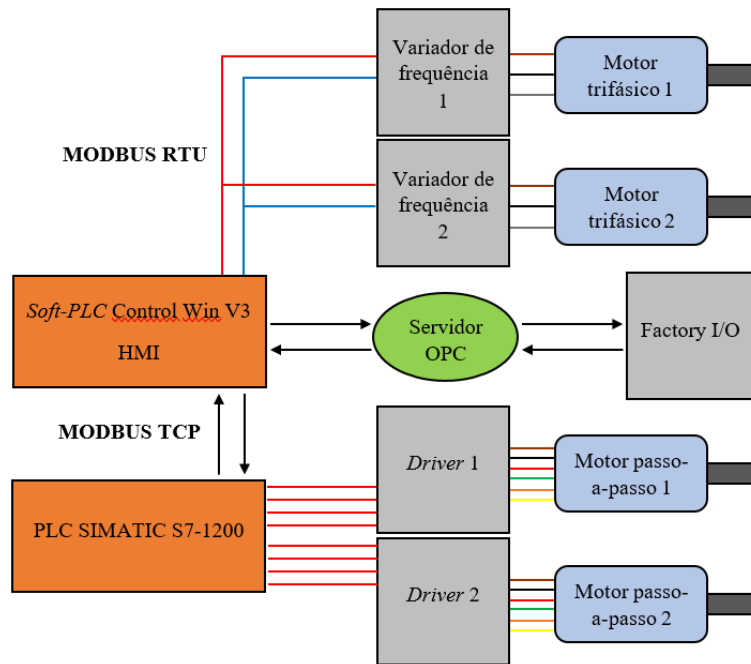 Variador de
frequência
1
Motor
trifásico 1
MODBUS RTU
Variador de
frequência
2
Motor
trifásico 2
Soft-PLC Control Win V3
HMI
Servidor
OPC
Factory I/O
MODBUS TCP
Driver 1
Motor passo-
a-passo 1
PLC SIMATIC S7-1200
Driver 2
Motor passo-
a-passo 2